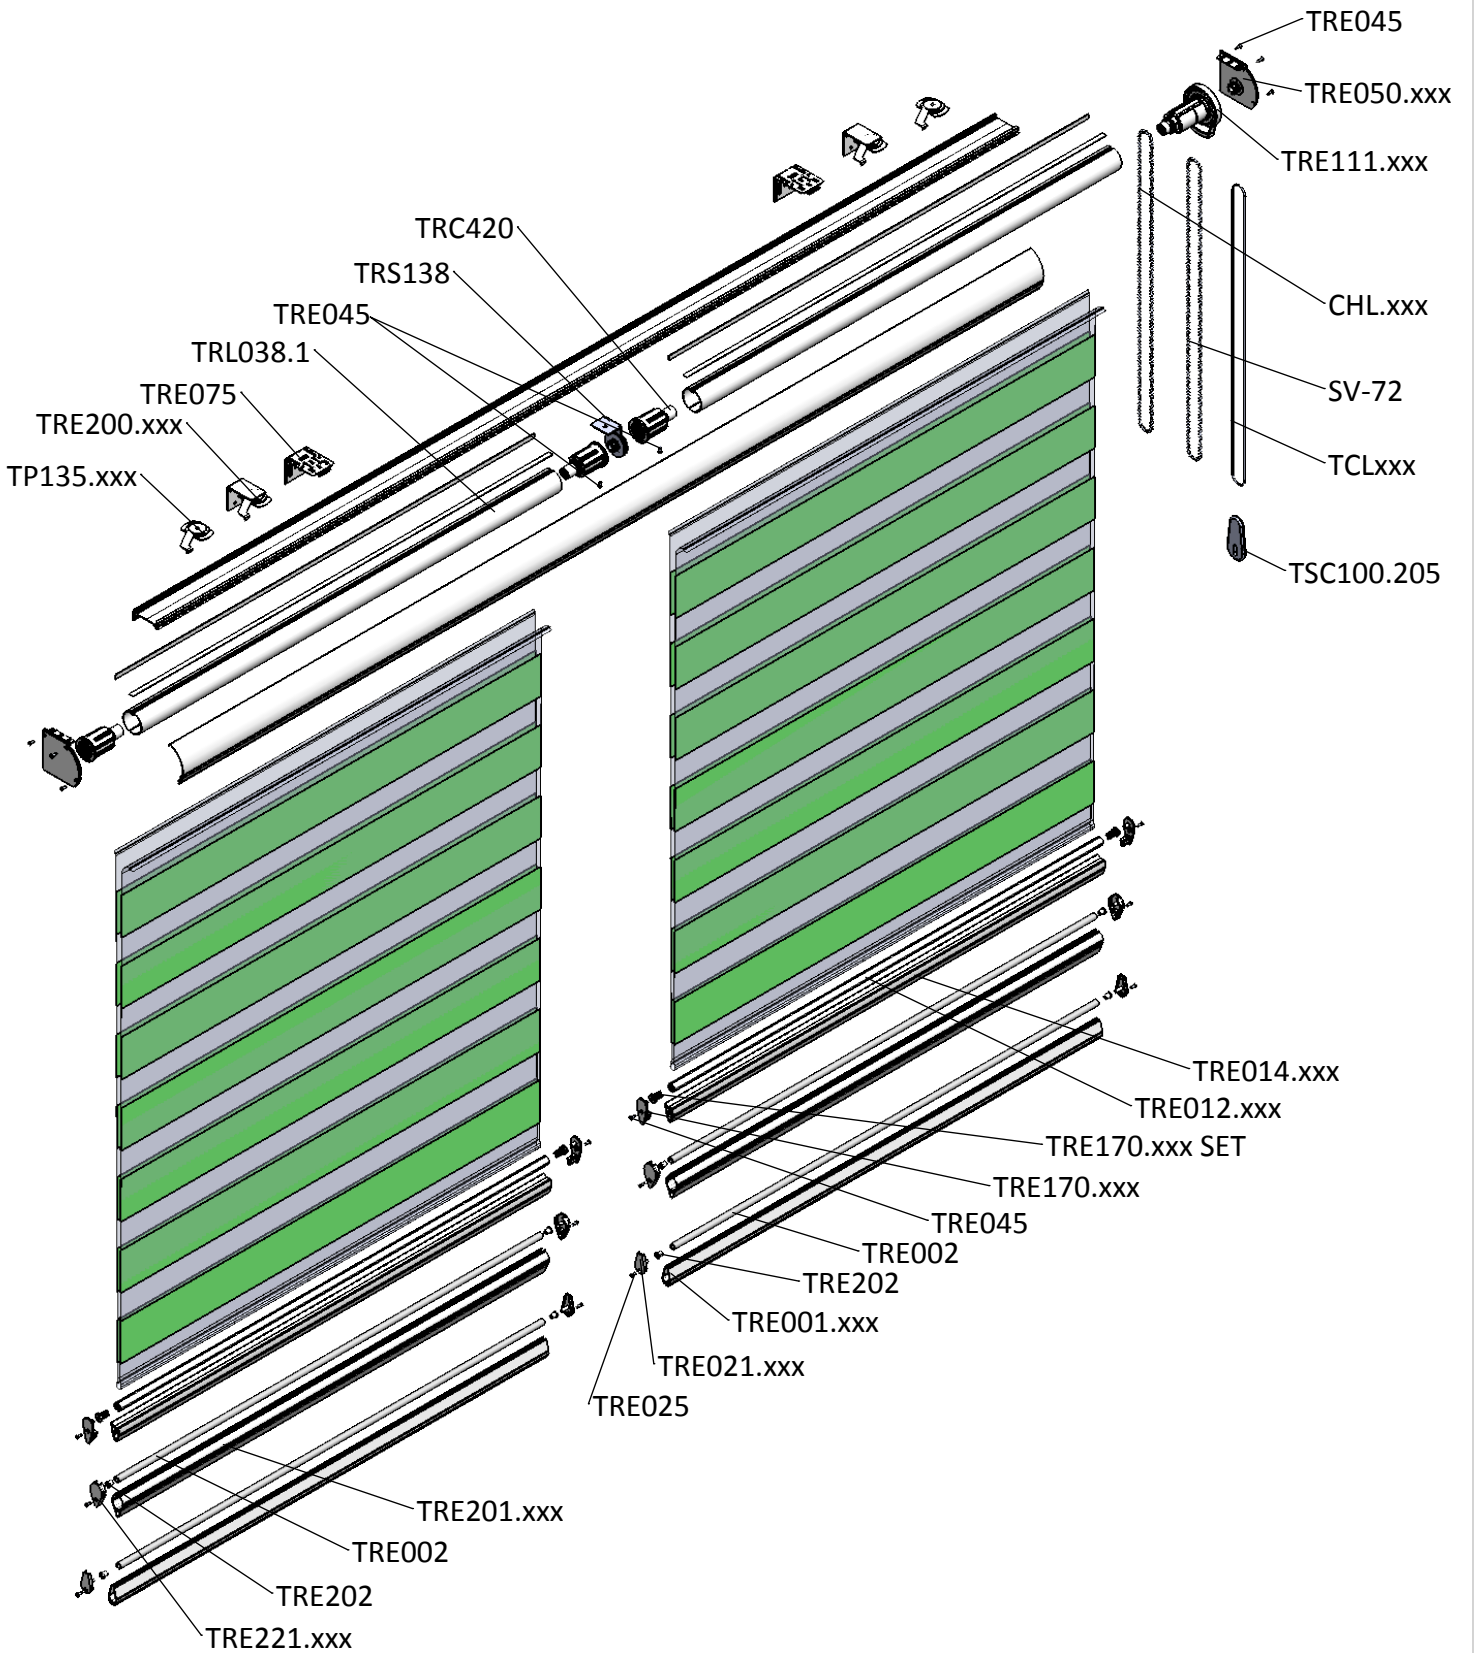 TRE045
TRE050.xxx
TRE111.xxx
TRC420
TRS138
TRE045
TRL038.1
TRE075
TRE200.xxx
TP135.xxx
CHL.xxx
SV-72
TCLxxx
TSC100.205
TRE014.xxx
TRE012.xxx
TRE170.xxx SET
TRE170.xxx
TRE045
TRE002
TRE202
TRE001.xxx
TRE021.xxx
TRE025
TRE201.xxx
TRE002
TRE202
TRE221.xxx